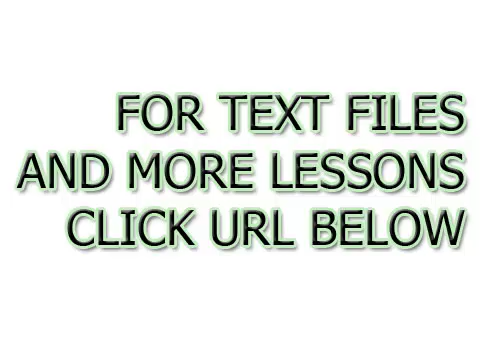 FOR TEXT FILES
AND MORE LESSONS
CLICK URL BELOW